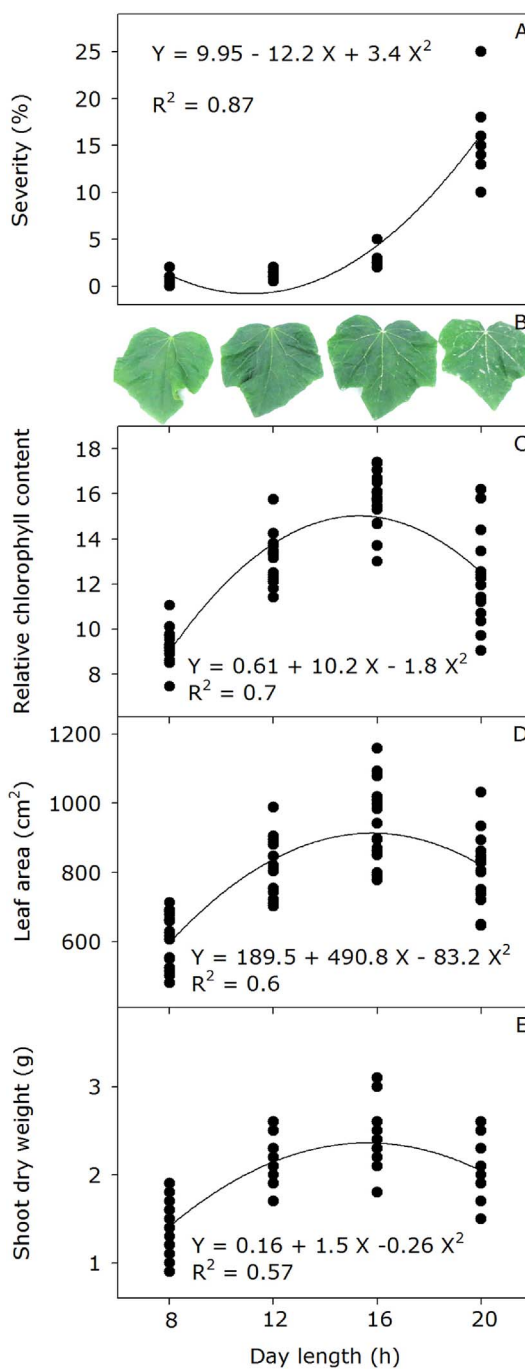 A
Y = 9.95 - 12.2 X + 3.4 X²
R² = 0.87
Severity (%)
25
20
15
10
5
0
B
C
Relative chlorophyll content
18
16
14
12
10
8
Y = 0.61 + 10.2 X - 1.8 X²
R² = 0.7
D
Leaf area (cm²)
1200
1000
800
600
Y = 189.5 + 490.8 X - 83.2 X²
R² = 0.6
E
Shoot dry weight (g)
3
2
1
Y = 0.16 + 1.5 X -0.26 X²
R² = 0.57
8 12 16 20
Day length (h)